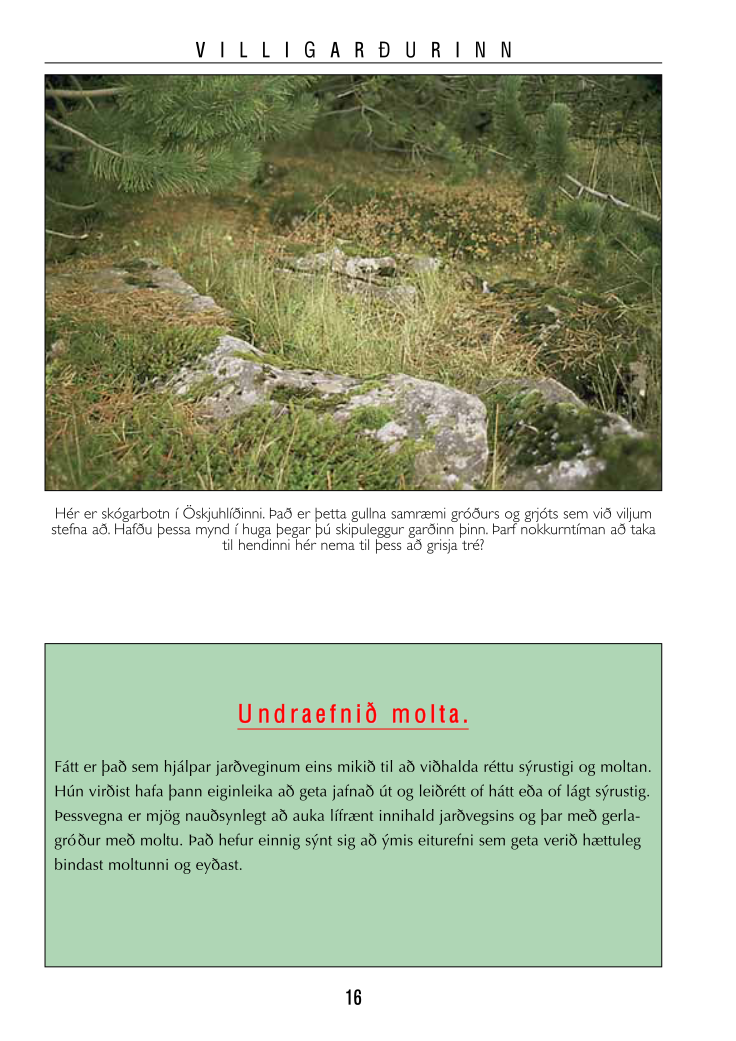 VILLIGARÐURINN
Hér er skógarbotn í Öskjuhlíðinni. Það er þetta gullna samræmi gróðurs og grjóts sem við viljum
stefna að. Hafðu þessa mynd í huga þegar þú skipuleggur garðinn þinn. Þarf nokkurntíman að taka
til hendinni hér nema til þess að grisja tré?
Undraefnið molta.
Fátt er það sem hjálpar jarðveginum eins mikið til að viðhalda réttu sýrustigi og moltan.
Hún virðist hafa þann eiginleika að geta jafnað út og leiðrétt of hátt eða of lágt sýrustig.
Þessvegna er mjög nauðsynlegt að auka lífrænt innihald jarðvegsins og þar með gerla-
gróður með moltu. Það hefur einnig sýnt sig að ýmis eiturefni sem geta verið hættuleg
bindast moltunni og eyðast.
16